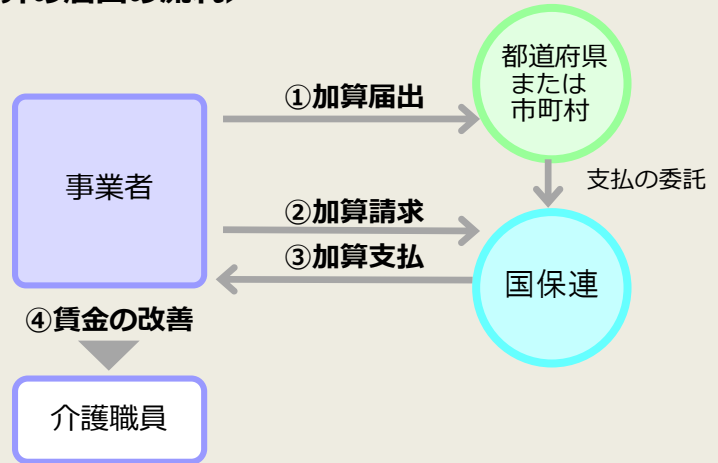 ①加算届出
都道府県
または
市町村
支払の委託
事業者
②加算請求
③加算支払
国保連
④賃金の改善
介護職員